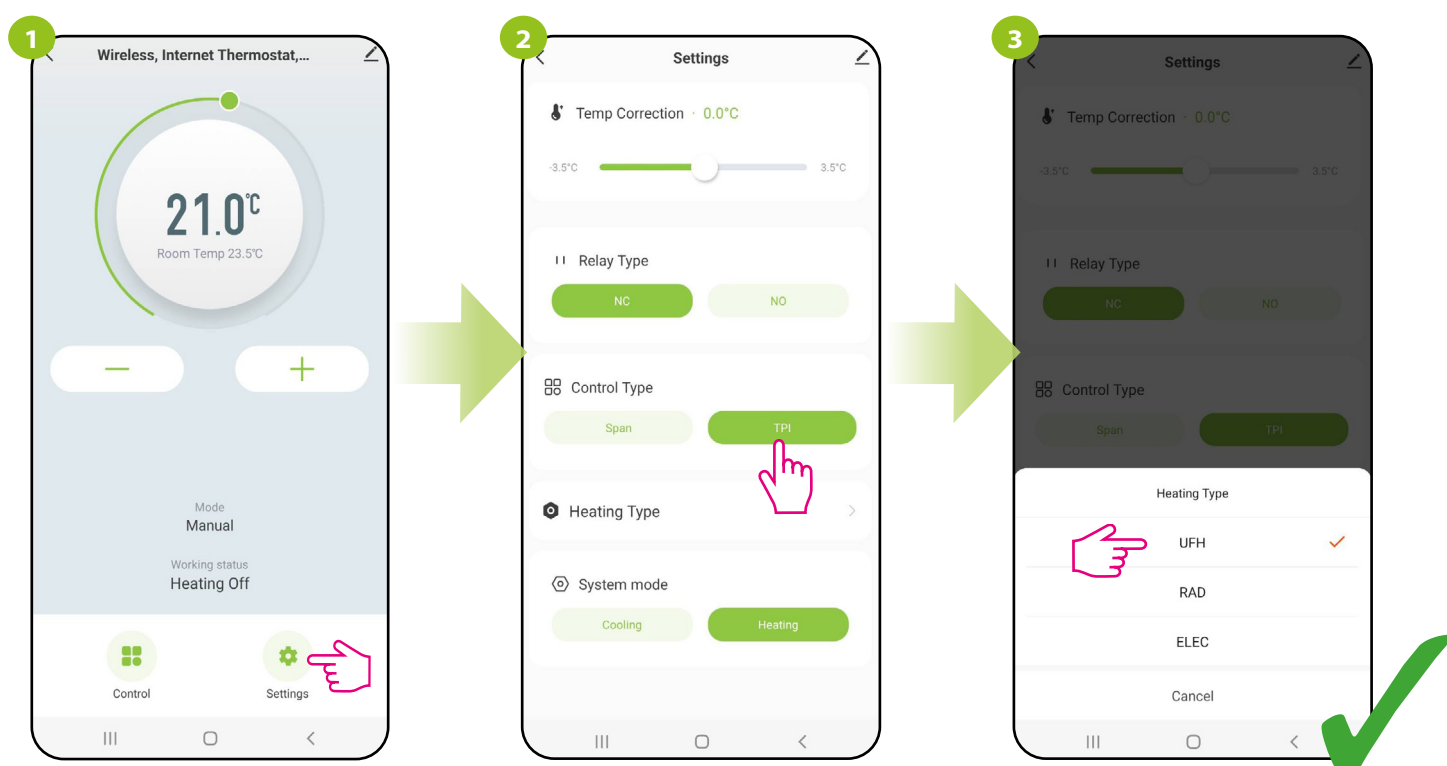 1
Wireless, Internet Thermostat,...
21.0°C
Room Temp 23.5°C
Mode
Manual
Working status
Heating Off
Control Settings
2
Settings
Temp Correction · 0.0°C
-3.5°C 3.5°C
Relay Type
NC NO
Control Type
Span TPI
Heating Type
System mode
Cooling Heating
3
Settings
Temp Correction · 0.0°C
-3.5°C 3.5°C
Relay Type
NC NO
Control Type
Span TPI
Heating Type
UFH
RAD
ELEC
Cancel